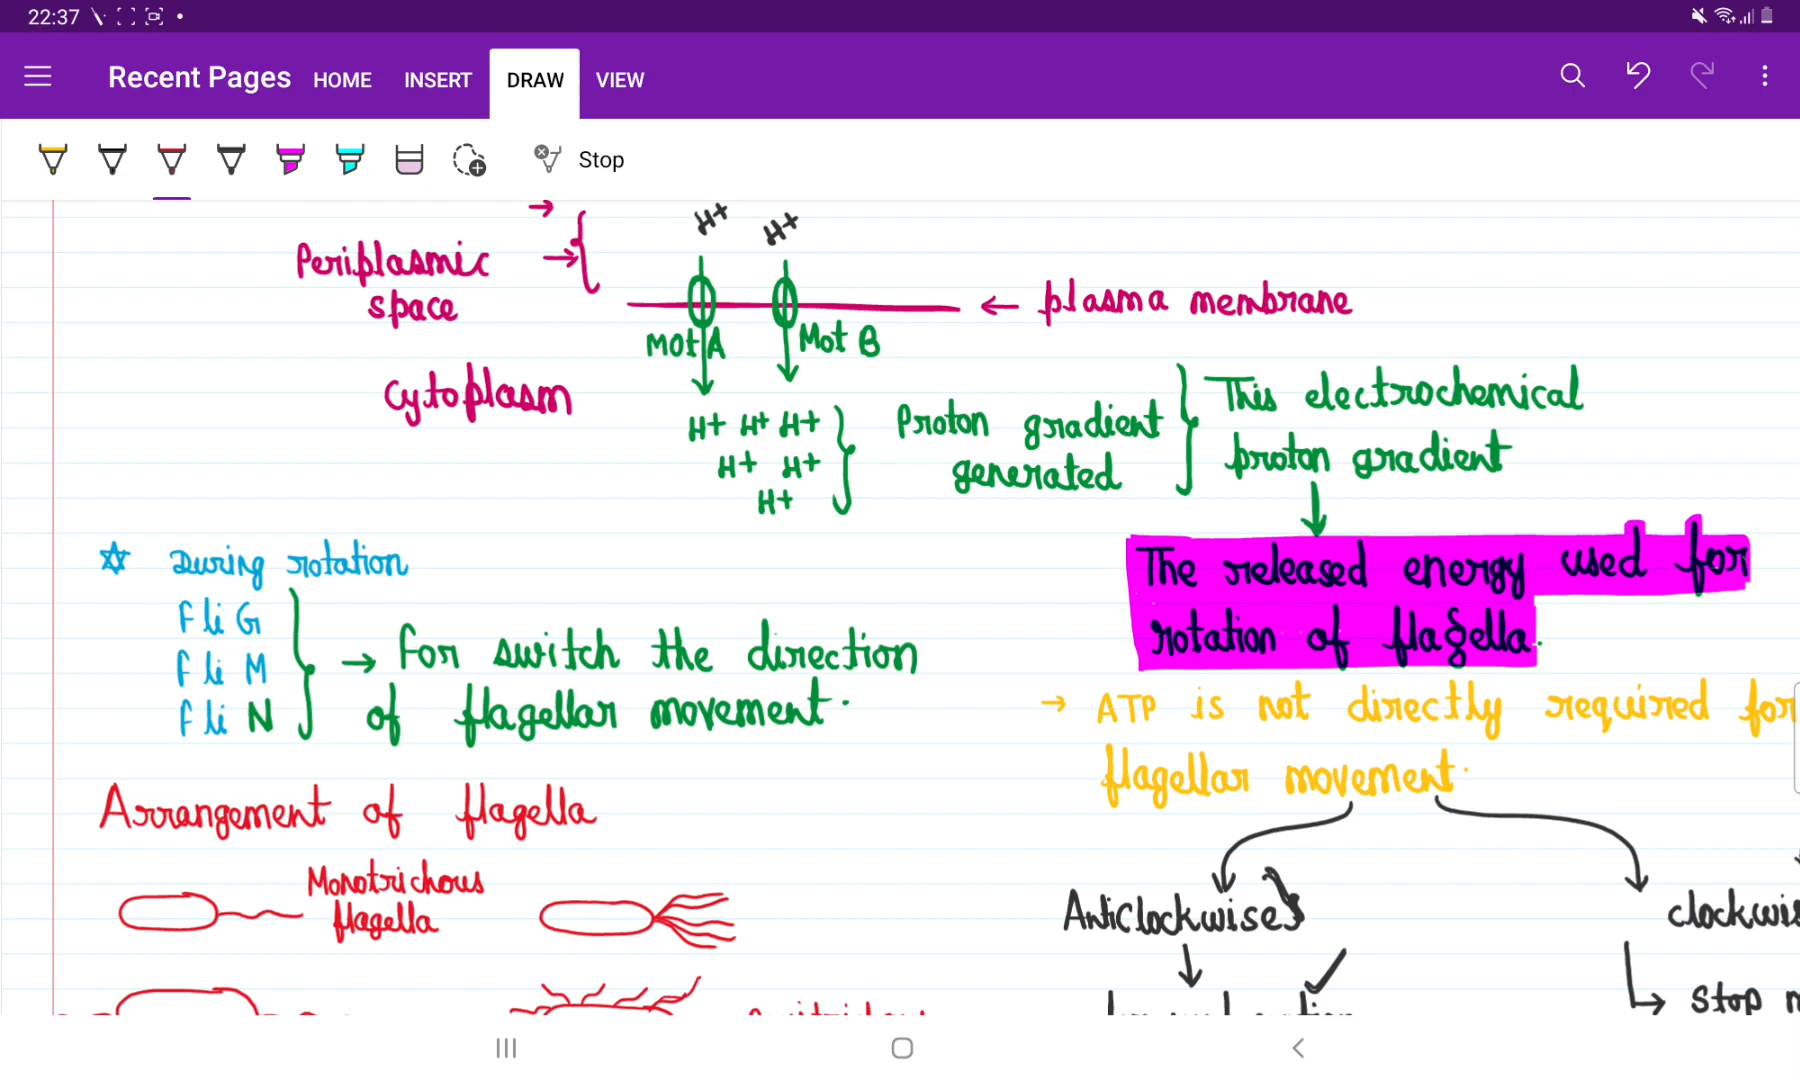 22:37
Recent Pages HOME INSERT DRAW VIEW
Stop
H+ H+
Periplasmic
space
plasma membrane
Mot A Mot B
Cytoplasm
H+ H+ H+
H+ H+
H+
Proton gradient
generated
This electrochemical
proton gradient
The released energy used for
rotation of flagella.
During rotation
fli G
fli M
fli N
for switch the direction
of flagellar movement.
ATP is not directly required for
flagellar movement.
Arrangement of flagella
Monotrichous
flagella
Anticlockwise
clockwis
Stop